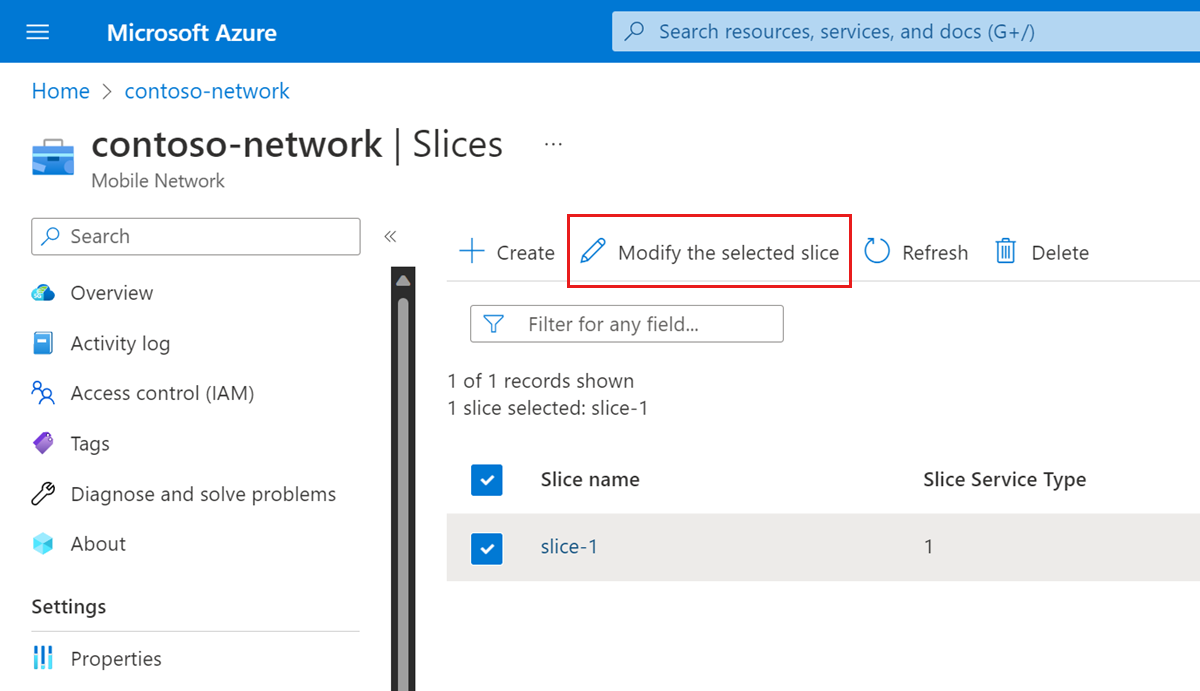 Microsoft Azure
Search resources, services, and docs (G+/)
Home > contoso-network
contoso-network | Slices ...
Mobile Network
Search
«
Overview
Activity log
Access control (IAM)
Tags
Diagnose and solve problems
About
Settings
Properties
+ Create
Modify the selected slice
Refresh
Delete
Filter for any field...
1 of 1 records shown
1 slice selected: slice-1
Slice name Slice Service Type
slice-1 1